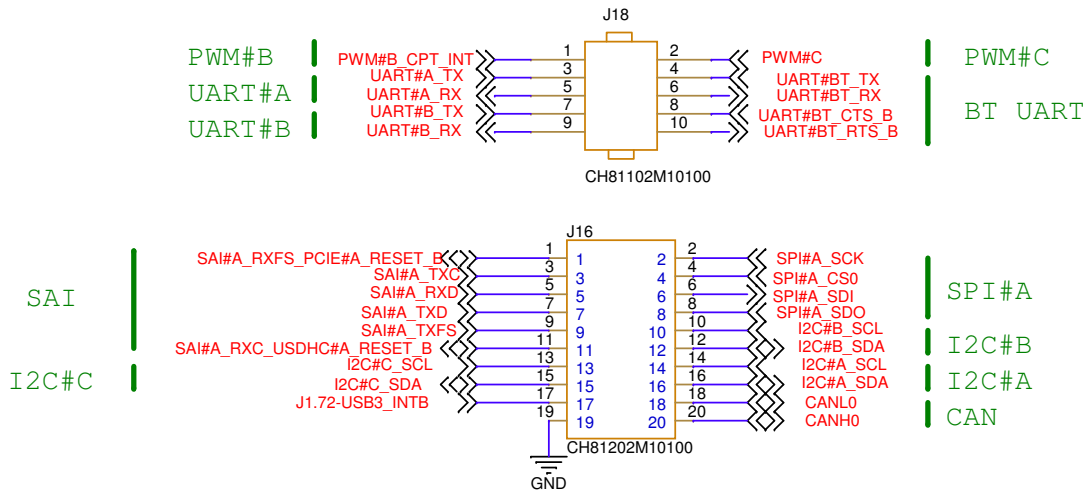 J18
PWM#B PWM#B_CPT_INT 1 2 PWM#C PWM#C
UART#A_TX 3 4 UART#BT_TX
UART#A UART#A_RX 5 6 UART#BT_RX
UART#B_TX 7 8 UART#BT_CTS_B BT UART
UART#B UART#B_RX 9 10 UART#BT_RTS_B
CH81102M10100
J16
SAI#A_RXFS_PCIE#A_RESET_B 1 1 2 2 SPI#A_SCK
SAI#A_TXC 3 3 4 4 SPI#A_CS0
SAI SAI#A_RXD 5 5 6 6 SPI#A_SDI SPI#A
SAI#A_TXD 7 7 8 8 SPI#A_SDO
SAI#A_TXFS 9 9 10 10 I2C#B_SCL
SAI#A_RXC_USDHC#A_RESET_B 11 11 12 12 I2C#B_SDA I2C#B
I2C#C_SCL 13 13 14 14 I2C#A_SCL
I2C#C I2C#C_SDA 15 15 16 16 I2C#A_SDA I2C#A
J1.72-USB3_INTB 17 17 18 18 CANL0
19 19 20 20 CANH0 CAN
CH81202M10100
GND